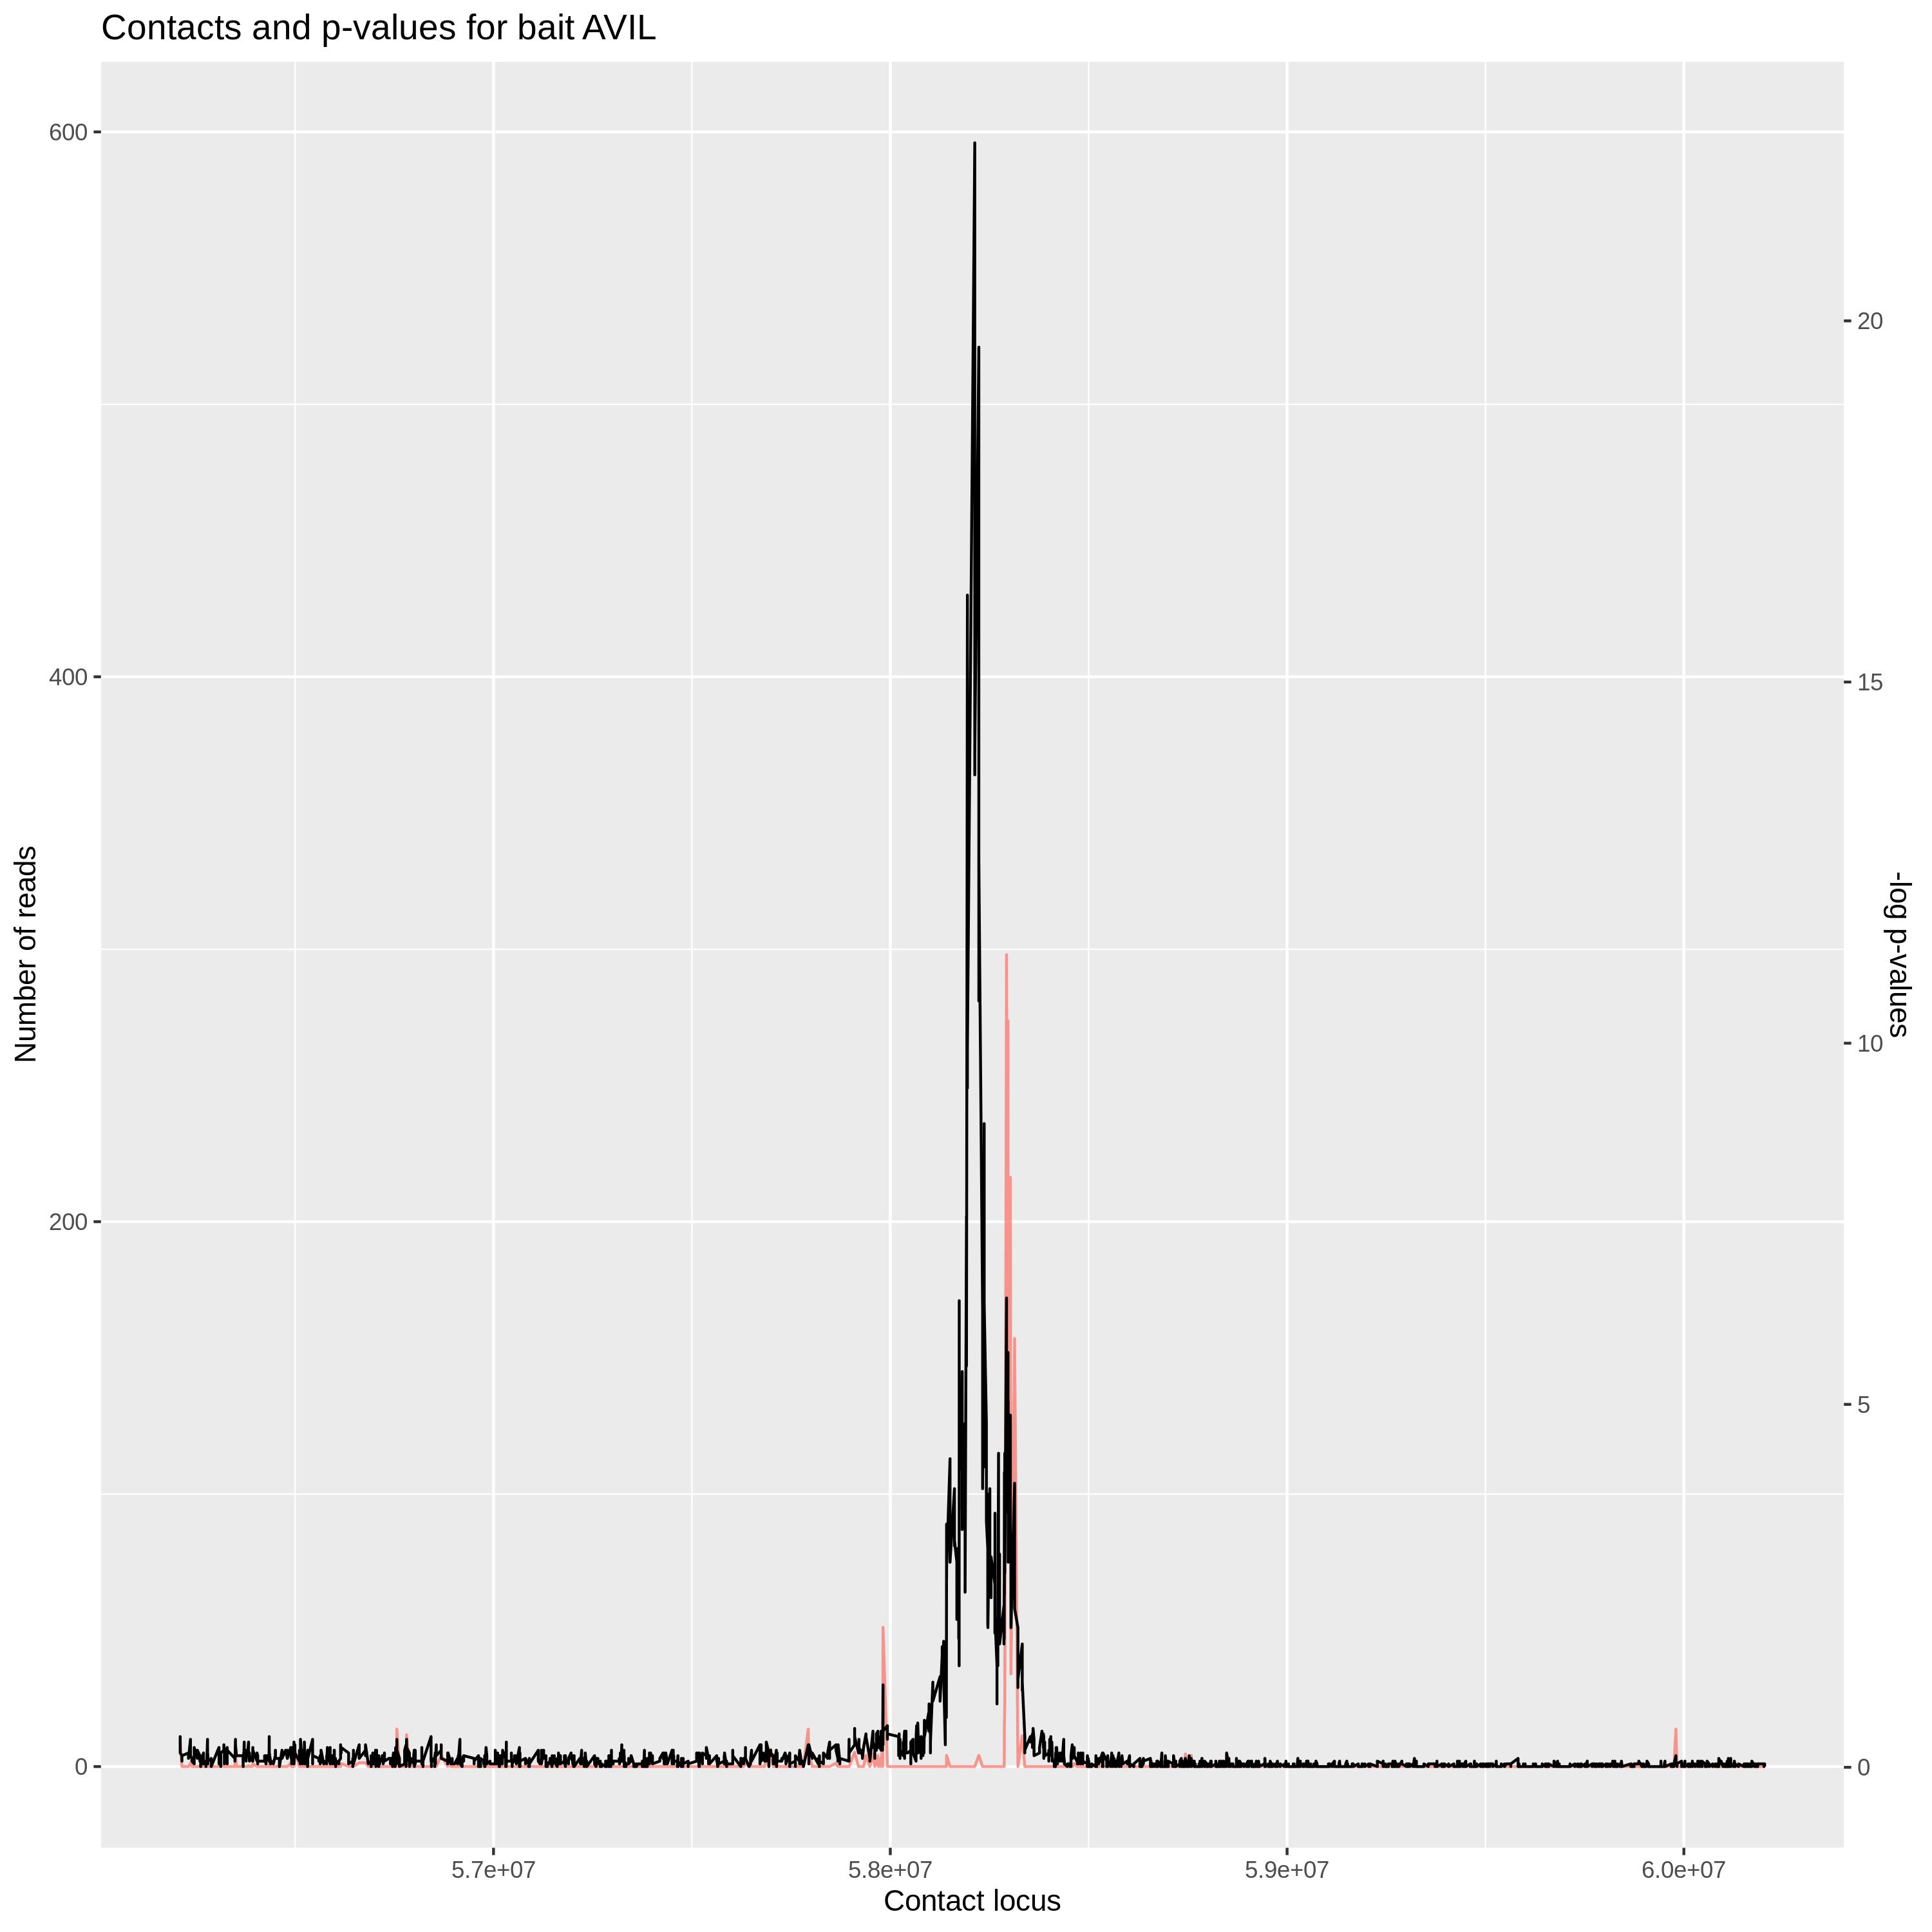 Contacts and p-values for bait AVIL
600
400
200
0
Number of reads
20
15
10
5
0
-log p-values
5.7e+07
5.8e+07
5.9e+07
6.0e+07
Contact locus